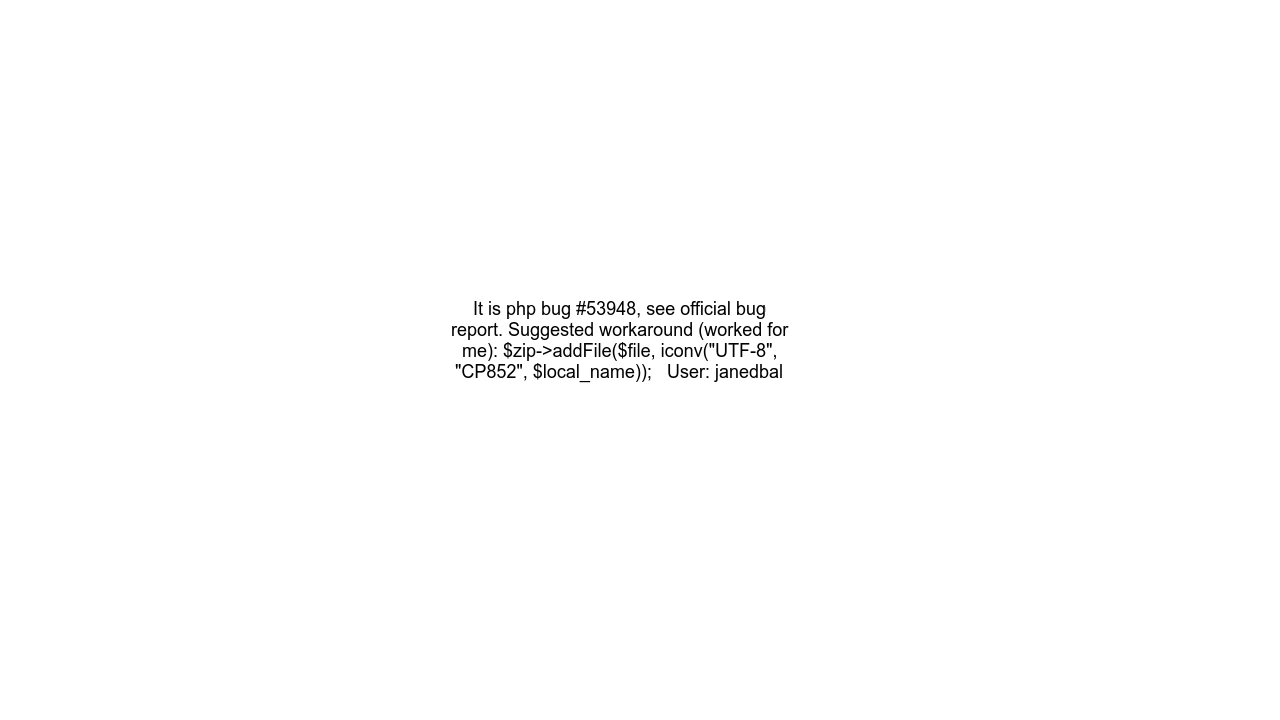 It is php bug #53948, see official bug
report. Suggested workaround (worked for
me): $zip->addFile($file, iconv("UTF-8",
"CP852", $local_name));   User: janedbal